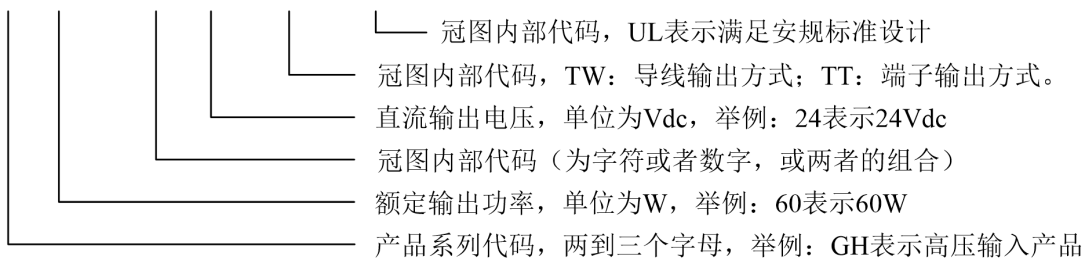 冠图内部代码，UL表示满足安规标准设计
冠图内部代码，TW：导线输出方式；TT：端子输出方式。
直流输出电压，单位为Vdc，举例：24表示24Vdc
冠图内部代码（为字符或者数字，或两者的组合）
额定输出功率，单位为W，举例：60表示60W
产品系列代码，两到三个字母，举例：GH表示高压输入产品